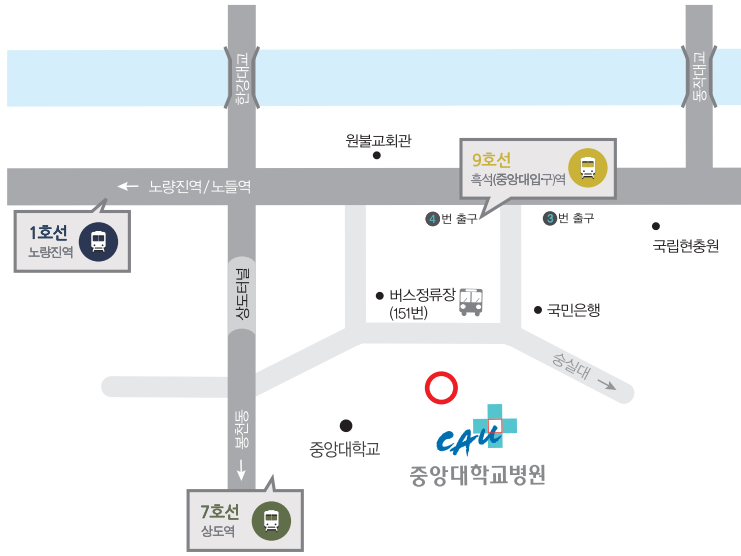 한강대교
동작대교
원불교회관
9호선
흑석(중앙대입구)역
노량진역/노들역
1호선
노량진역
4번 출구
3번 출구
국립현충원
상도터널
버스정류장
(151번)
국민은행
숭실대
봉천동
중앙대학교
CAU
중앙대학교병원
7호선
상도역